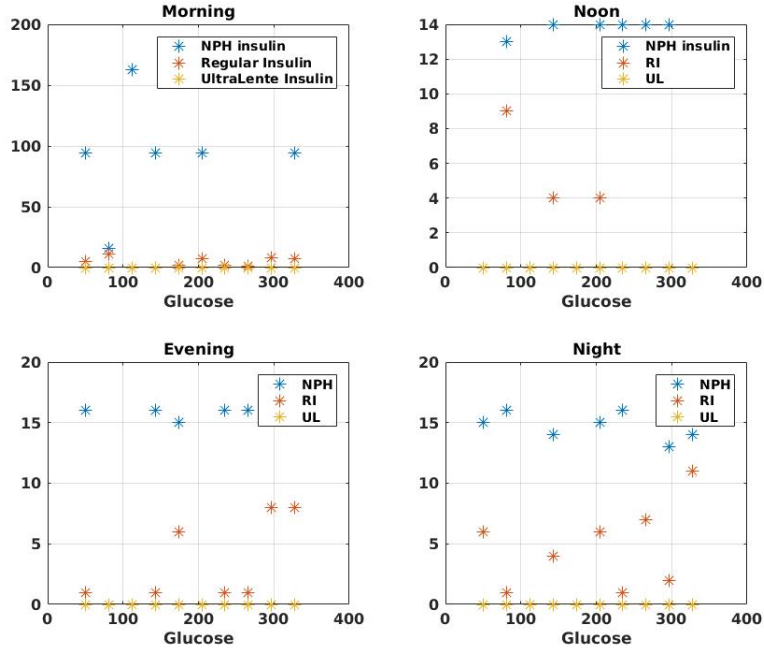 Morning
200
150
100
50
0
0 100 200 300 400
Glucose
NPH insulin
Regular Insulin
UltraLente Insulin
Noon
14
12
10
8
6
4
2
0
0 100 200 300 400
Glucose
NPH insulin
RI
UL
Evening
20
15
10
5
0
0 100 200 300 400
Glucose
NPH
RI
UL
Night
20
15
10
5
0
0 100 200 300 400
Glucose
NPH
RI
UL